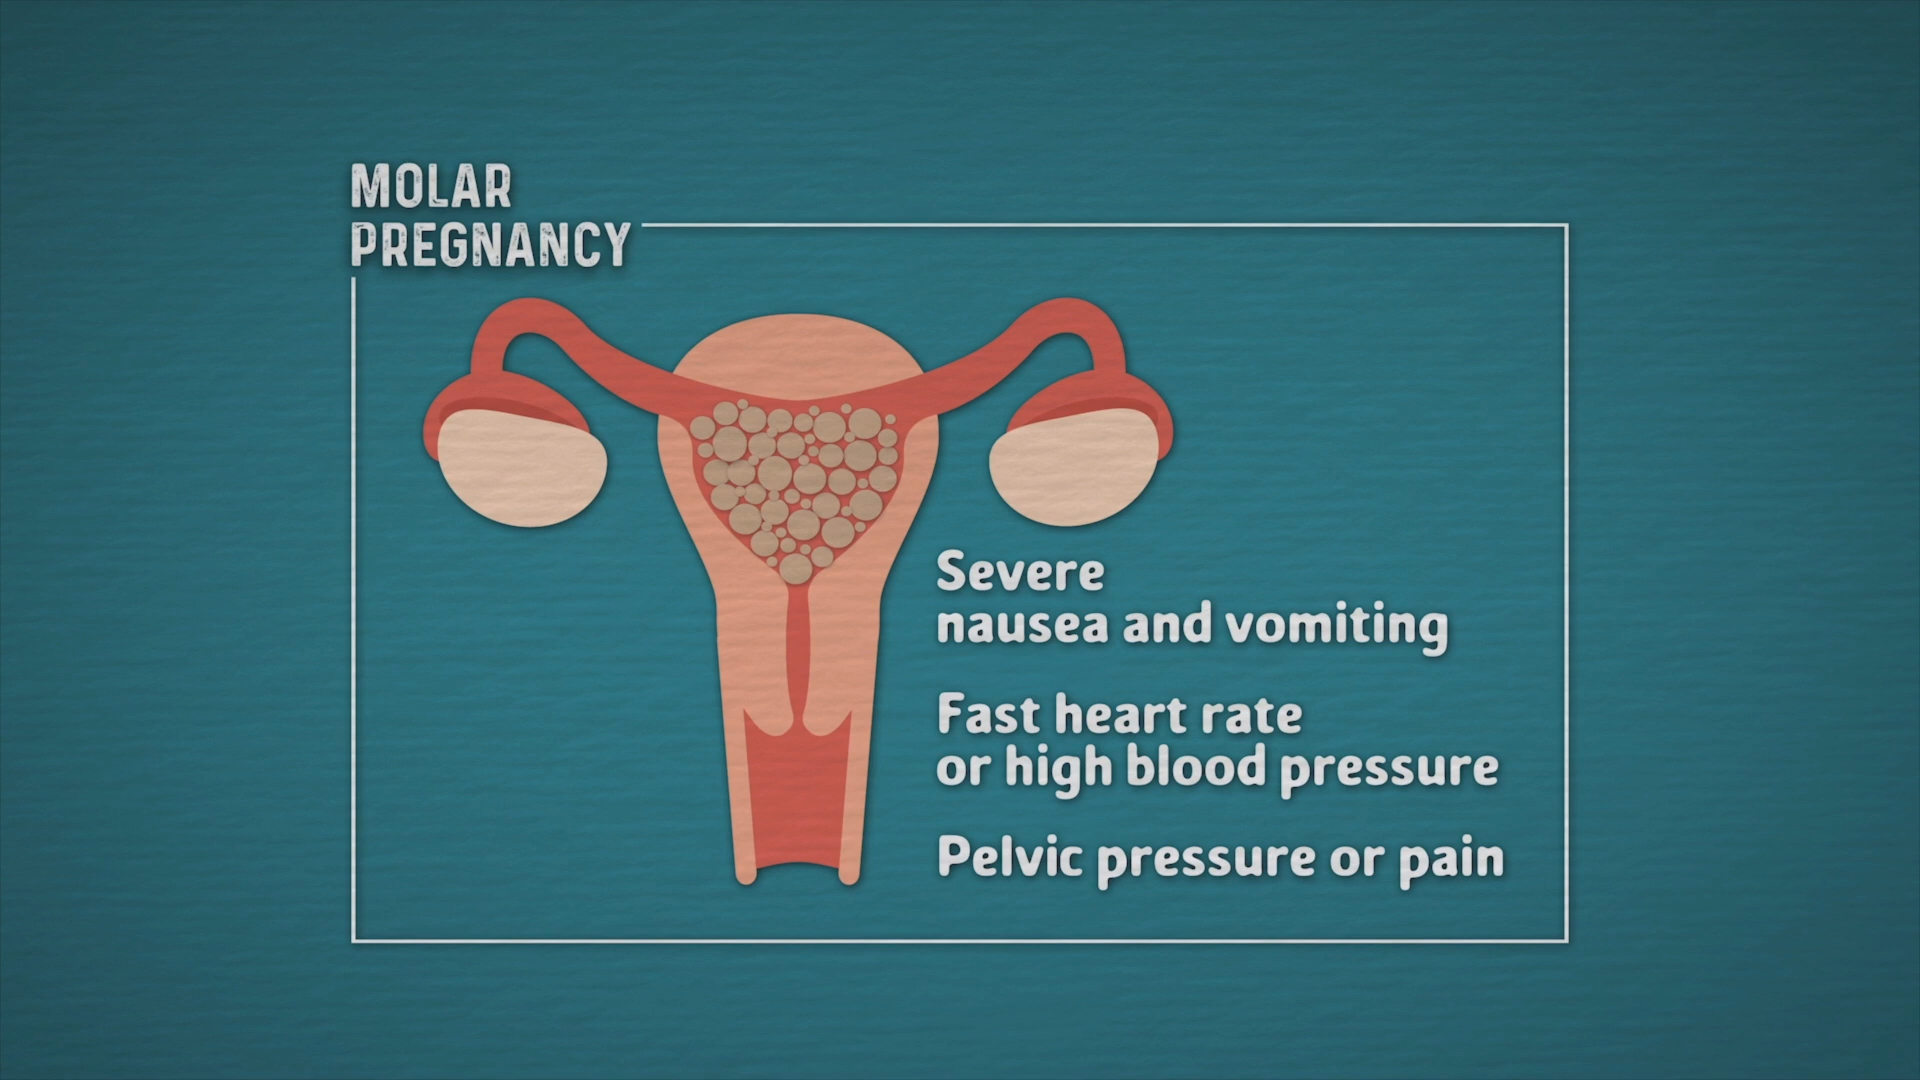 MOLAR
PREGNANCY
Severe
nausea and vomiting
Fast heart rate
or high blood pressure
Pelvic pressure or pain